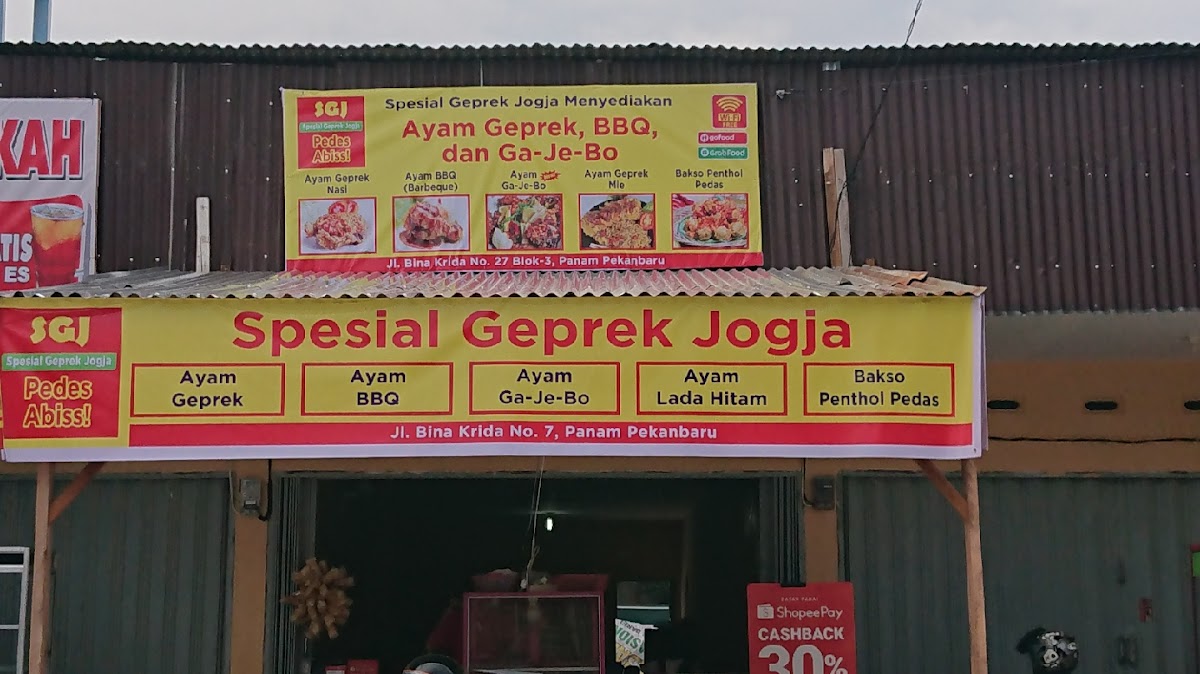 KAH
TIS
ES
SGJ
Spesial Geprek Jogja
Pedes
Abiss!
Spesial Geprek Jogja Menyediakan
Ayam Geprek, BBQ,
dan Ga-Je-Bo
Wi-Fi
gofood
GrabFood
Ayam Geprek
Nasi
Ayam BBQ
(Barbeque)
Ayam
Ga-Je-Bo
Ayam Geprek
Mie
Bakso Penthol
Pedas
Jl. Bina Krida No. 27 Blok-3, Panam Pekanbaru
SGJ
Spesial Geprek Jogja
Pedes
Abiss!
Spesial Geprek Jogja
Ayam
Geprek
Ayam
BBQ
Ayam
Ga-Je-Bo
Ayam
Lada Hitam
Bakso
Penthol Pedas
Jl. Bina Krida No. 7, Panam Pekanbaru
ShopeePay
CASHBACK
30%